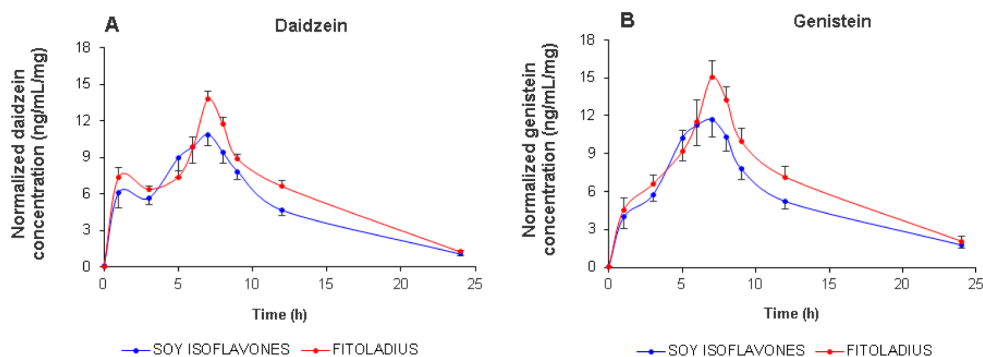 A
Daidzein
Normalized daidzein
concentration (ng/mL/mg)
18
15
12
9
6
3
0
0
5
10
15
20
25
Time (h)
SOY ISOFLAVONES
FITOLADIUS
B
Genistein
Normalized genistein
concentration (ng/mL/mg)
18
15
12
9
6
3
0
0
5
10
15
20
25
Time (h)
SOY ISOFLAVONES
FITOLADIUS